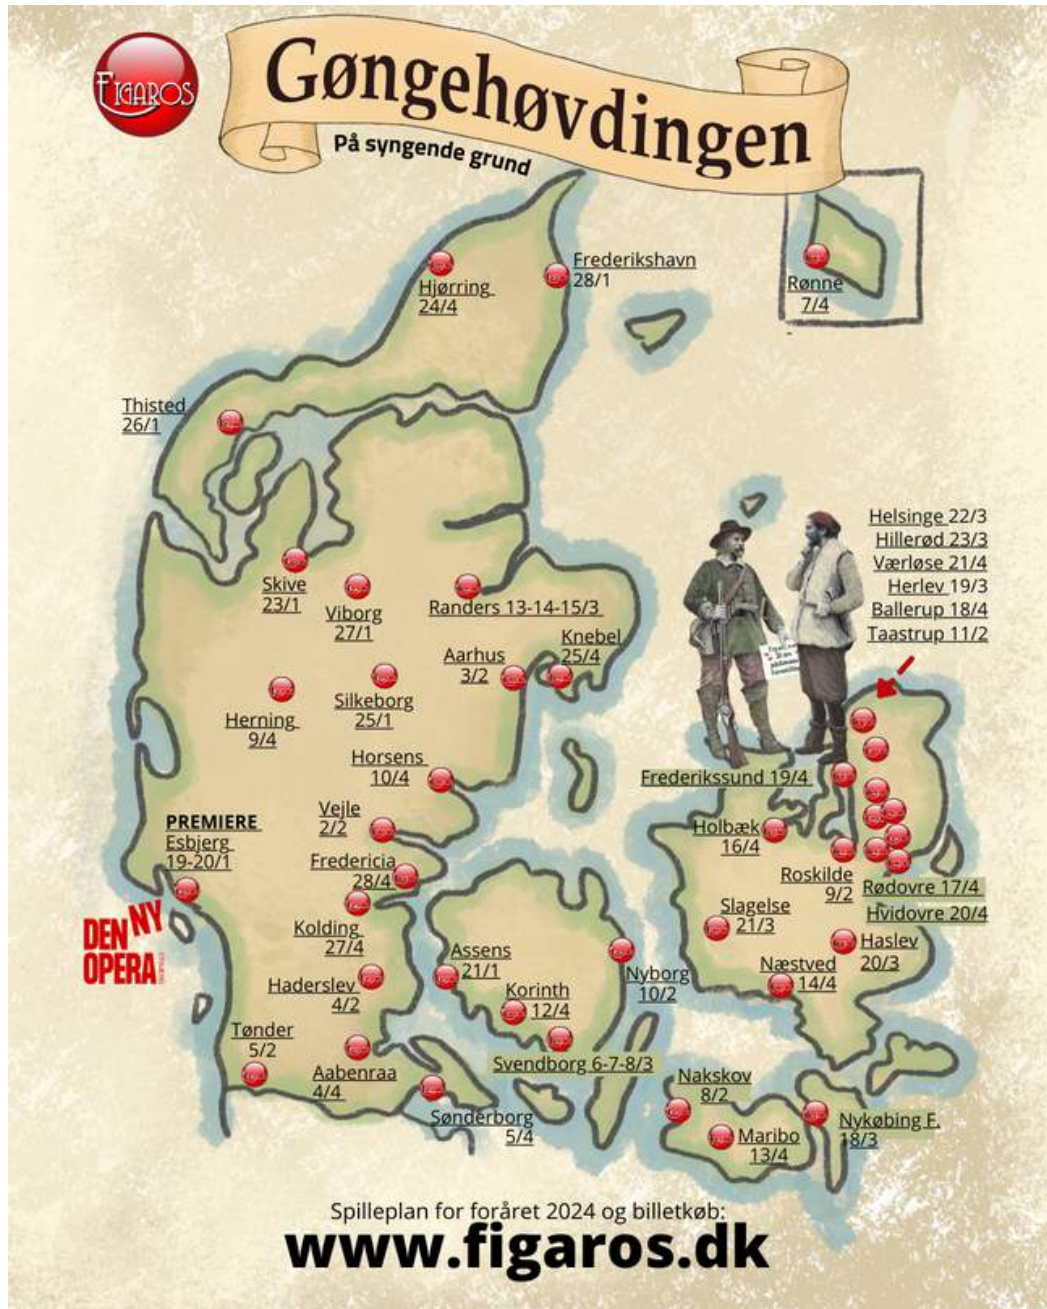 FIGAROS
Gøngehøvdingen
På syngende grund
Hjørring
24/4
Frederikshavn
28/1
Rønne
7/4
Thisted
26/1
Skive
23/1
Viborg
27/1
Randers 13-14-15/3
Knebel
25/4
Aarhus
3/2
Silkeborg
25/1
Herning
9/4
Horsens
10/4
Vejle
2/2
PREMIERE
Esbjerg
19-20/1
Fredericia
28/4
Kolding
27/4
DEN NY
OPERA
Haderslev
4/2
Tønder
5/2
Aabenraa
4/4
Sønderborg
5/4
Assens
21/1
Korinth
12/4
Nyborg
10/2
Svendborg 6-7-8/3
Helsinge 22/3
Hillerød 23/3
Værløse 21/4
Herlev 19/3
Ballerup 18/4
Taastrup 11/2
Frederikssund 19/4
Holbæk
16/4
Roskilde
9/2
Rødovre 17/4
Hvidovre 20/4
Slagelse
21/3
Haslev
20/3
Næstved
14/4
Nakskov
8/2
Maribo
13/4
Nykøbing F.
18/3
Spilleplan for foråret 2024 og billetkøb:
www.figaros.dk